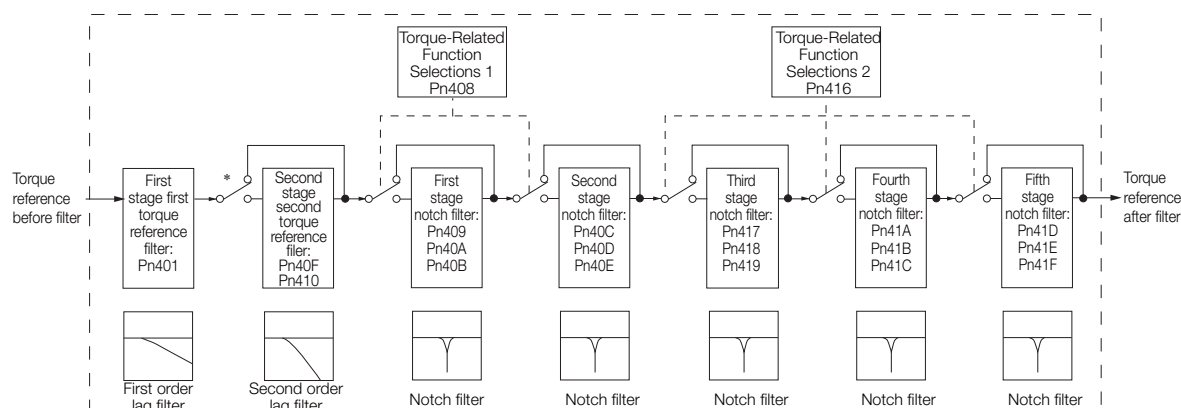 Torque-Related
Function
Selections 1
Pn408
Torque-Related
Function
Selections 2
Pn416
Torque
reference
before filter
First
stage first
torque
reference
filter:
Pn401
*
Second
stage
second
torque
reference
filer:
Pn40F
Pn410
First
stage
notch filter:
Pn409
Pn40A
Pn40B
Second
stage
notch filter:
Pn40C
Pn40D
Pn40E
Third
stage
notch filter:
Pn417
Pn418
Pn419
Fourth
stage
notch filter:
Pn41A
Pn41B
Pn41C
Fifth
stage
notch filter:
Pn41D
Pn41E
Pn41F
Torque
reference
after filter
First order
lag filter
Second order
lag filter
Notch filter
Notch filter
Notch filter
Notch filter
Notch filter